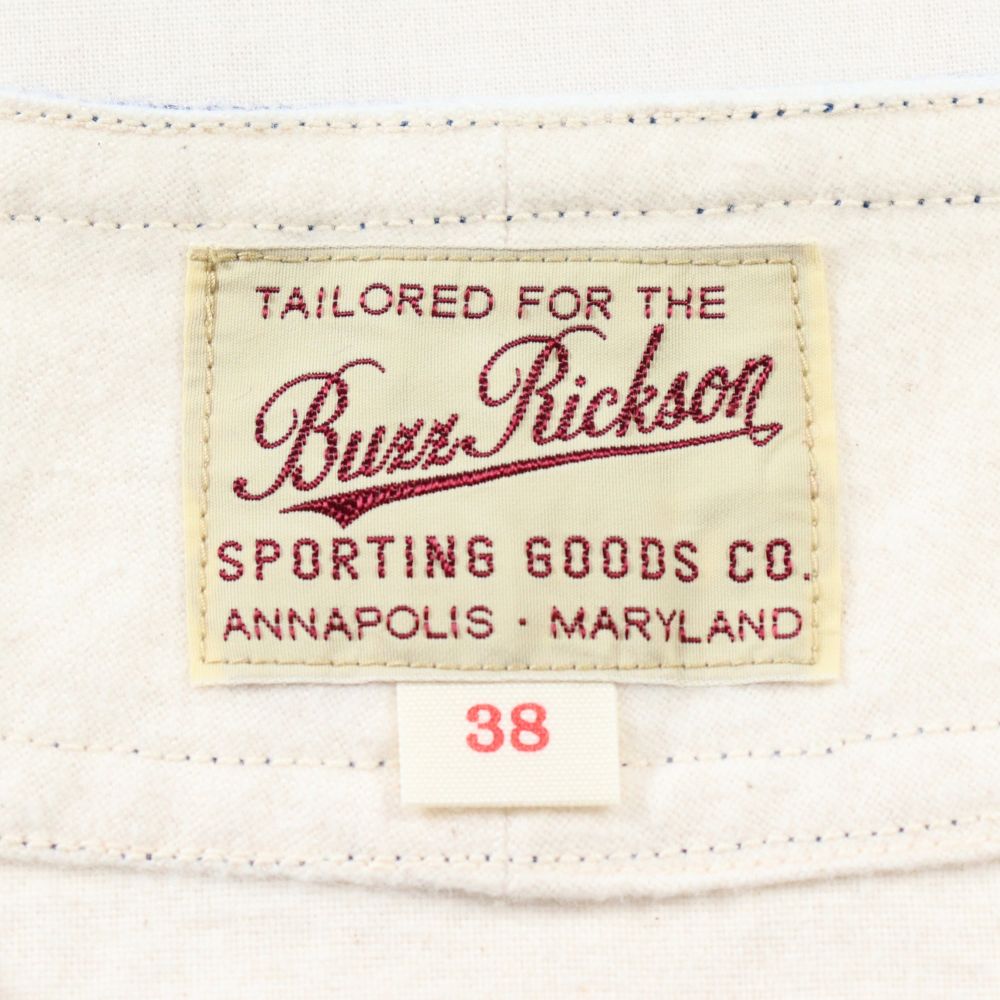 TAILORED FOR THE
Buzz Rickson
SPORTING GOODS CO.
ANNAPOLIS · MARYLAND
38